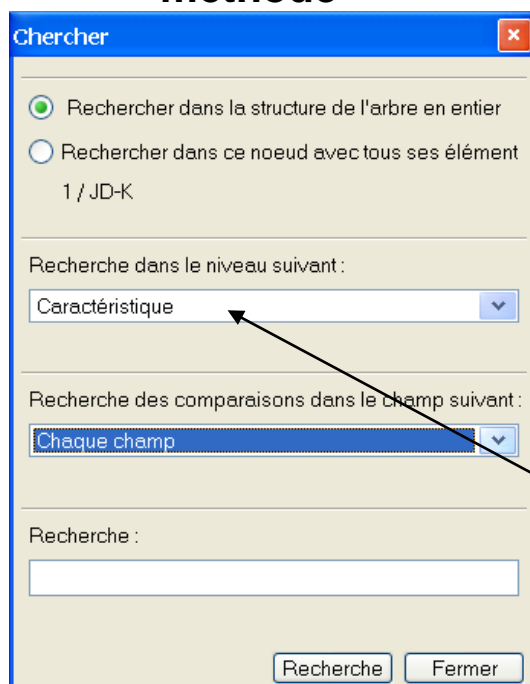 méthode
Chercher
Rechercher dans la structure de l'arbre en entier
Rechercher dans ce noeud avec tous ses élément
1 / JD-K
Recherche dans le niveau suivant :
Caractéristique
Recherche des comparaisons dans le champ suivant :
Chaque champ
Recherche :
Recherche Fermer